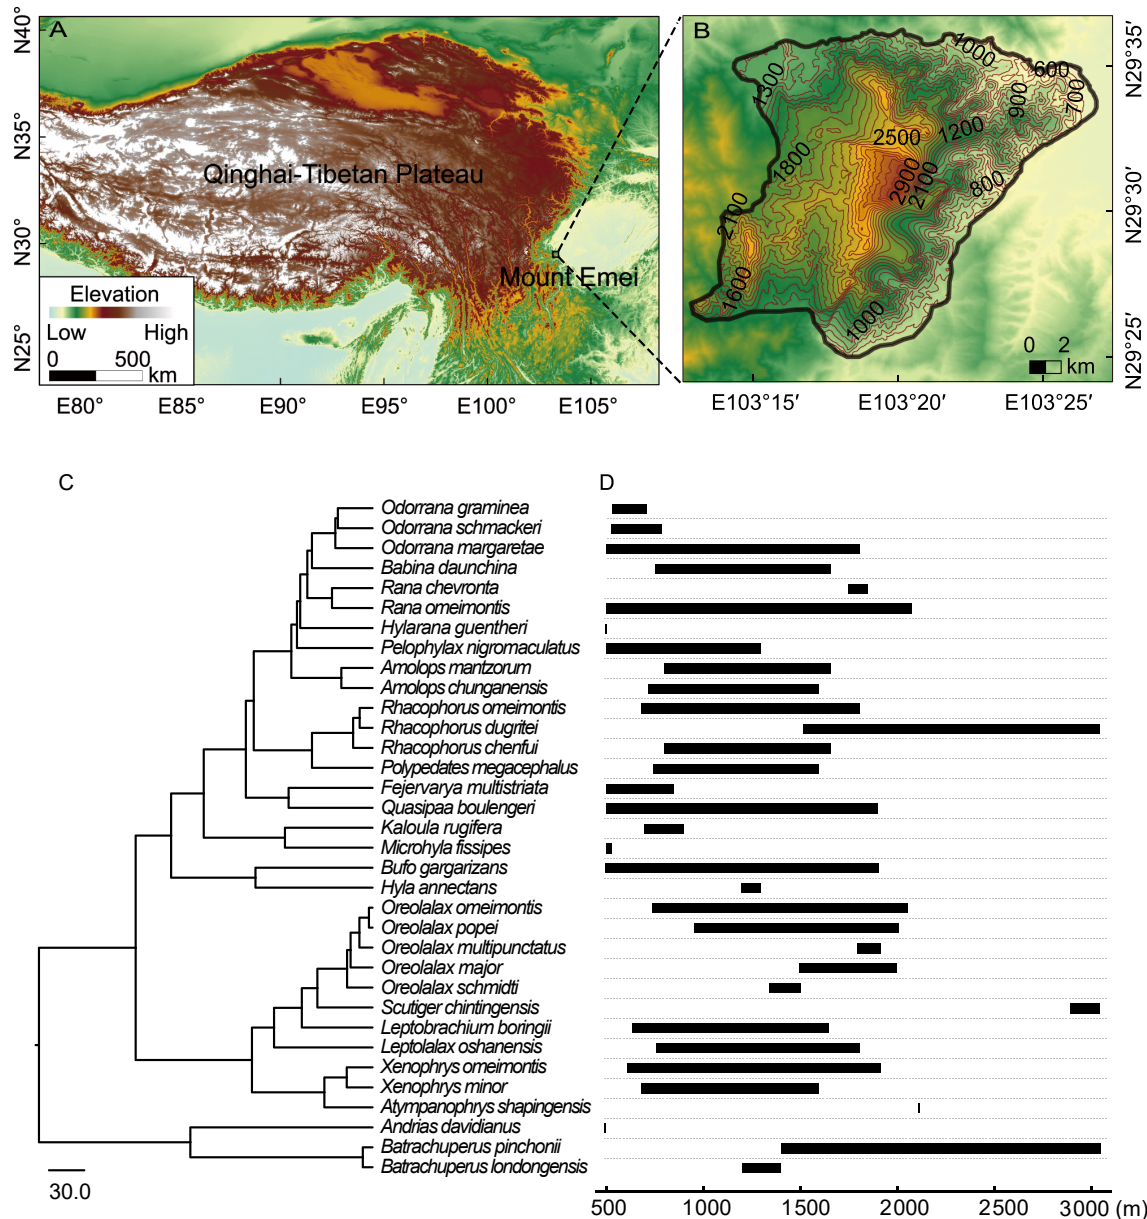 A
N40°
N35°
N30°
N25°
Qinghai-Tibetan Plateau
Mount Emei
Elevation
Low High
0 500
km
E80° E85° E90° E95° E100° E105°
B
1000
600
1300
700
900
2500
1200
1800
2900
2100
800
2100
1600
1000
0 2
km
N29°35′
N29°30′
N29°25′
E103°15′ E103°20′ E103°25′
C
D
Odorrana graminea
Odorrana schmackeri
Odorrana margaretae
Babina daunchina
Rana chevronta
Rana omeimontis
Hylarana guentheri
Pelophylax nigromaculatus
Amolops mantzorum
Amolops chunganensis
Rhacophorus omeimontis
Rhacophorus dugritei
Rhacophorus chenfui
Polypedates megacephalus
Fejervarya multistriata
Quasipaa boulengeri
Kaloula rugifera
Microhyla fissipes
Bufo gargarizans
Hyla annectans
Oreolalax omeimontis
Oreolalax popei
Oreolalax multipunctatus
Oreolalax major
Oreolalax schmidti
Scutiger chintingensis
Leptobrachium boringii
Leptolalax oshanensis
Xenophrys omeimontis
Xenophrys minor
Atympanophrys shapingensis
Andrias davidianus
Batrachuperus pinchonii
Batrachuperus londongensis
30.0
500 1000 1500 2000 2500 3000 (m)